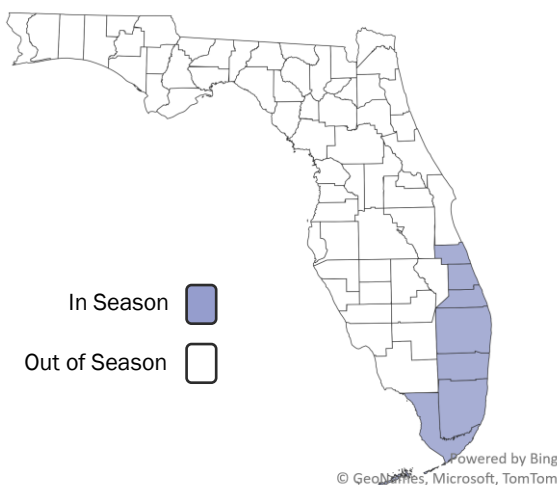 In Season
Out of Season
Powered by Bing
© GeoNames, Microsoft, TomTom